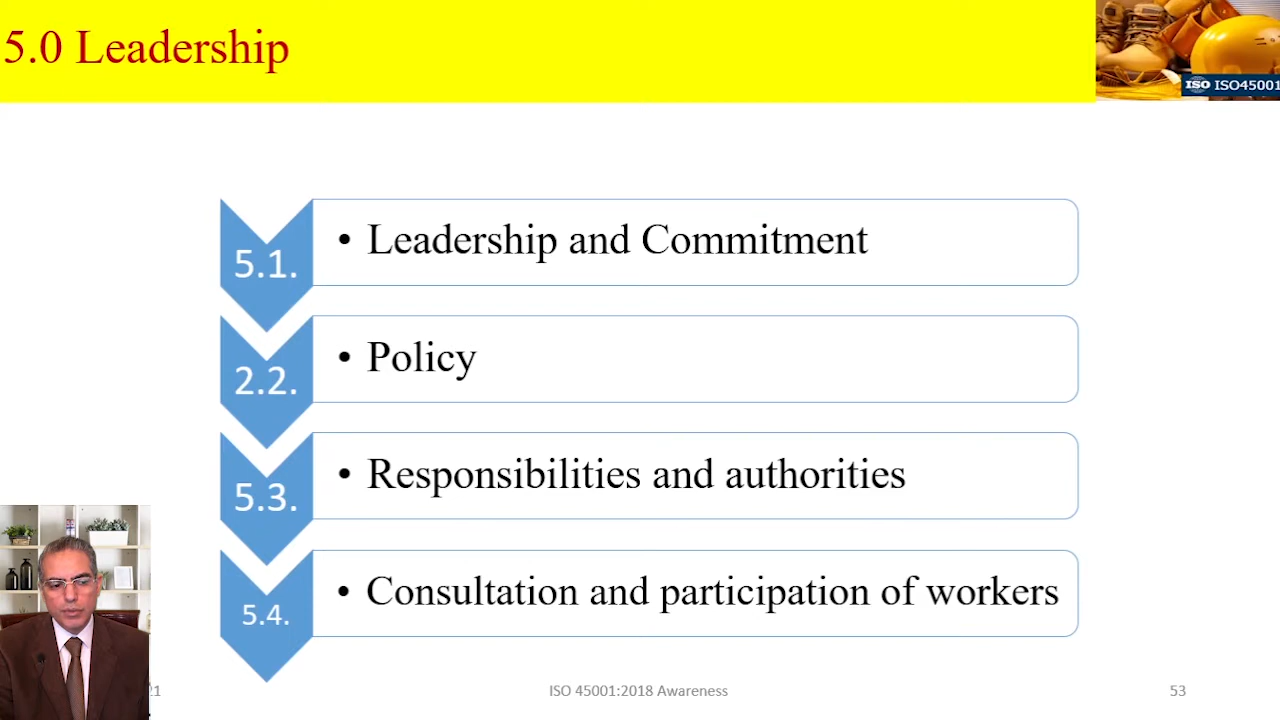 5.0 Leadership
ISO ISO45001
5.1.
• Leadership and Commitment
2.2.
• Policy
5.3.
• Responsibilities and authorities
5.4.
• Consultation and participation of workers
21
ISO 45001:2018 Awareness
53